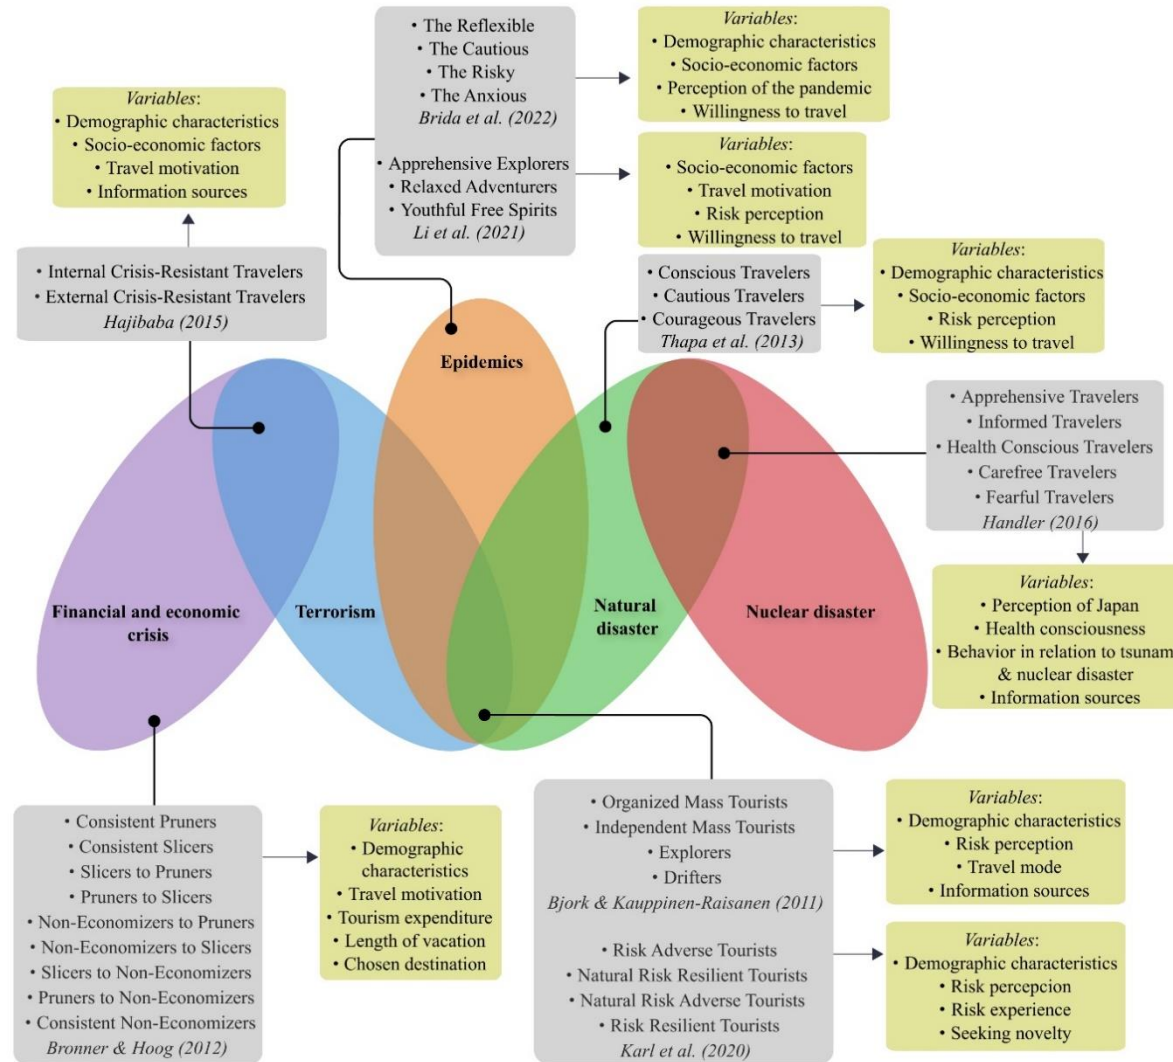 • The Reflexible
• The Cautious
• The Risky
• The Anxious
Brida et al. (2022)
• Apprehensive Explorers
• Relaxed Adventurers
• Youthful Free Spirits
Li et al. (2021)
Variables:
• Demographic characteristics
• Socio-economic factors
• Perception of the pandemic
• Willingness to travel
Variables:
• Socio-economic factors
• Travel motivation
• Risk perception
• Willingness to travel
Variables:
• Demographic characteristics
• Socio-economic factors
• Travel motivation
• Information sources
• Internal Crisis-Resistant Travelers
• External Crisis-Resistant Travelers
Hajibaba (2015)
• Conscious Travelers
• Cautious Travelers
• Courageous Travelers
Thapa et al. (2013)
Variables:
• Demographic characteristics
• Socio-economic factors
• Risk perception
• Willingness to travel
Epidemics
• Apprehensive Travelers
• Informed Travelers
• Health Conscious Travelers
• Carefree Travelers
• Fearful Travelers
Handler (2016)
Variables:
• Perception of Japan
• Health consciousness
• Behavior in relation to tsunam
& nuclear disaster
• Information sources
Financial and economic
crisis
Terrorism
Natural
disaster
Nuclear disaster
• Consistent Pruners
• Consistent Slicers
• Slicers to Pruners
• Pruners to Slicers
• Non-Economizers to Pruners
• Non-Economizers to Slicers
• Slicers to Non-Economizers
• Pruners to Non-Economizers
• Consistent Non-Economizers
Bronner & Hoog (2012)
Variables:
• Demographic
characteristics
• Travel motivation
• Tourism expenditure
• Length of vacation
• Chosen destination
• Organized Mass Tourists
• Independent Mass Tourists
• Explorers
• Drifters
Bjork & Kauppinen-Raisanen (2011)
• Risk Adverse Tourists
• Natural Risk Resilient Tourists
• Natural Risk Adverse Tourists
• Risk Resilient Tourists
Karl et al. (2020)
Variables:
• Demographic characteristics
• Risk perception
• Travel mode
• Information sources
Variables:
• Demographic characteristics
• Risk percepcion
• Risk experience
• Seeking novelty